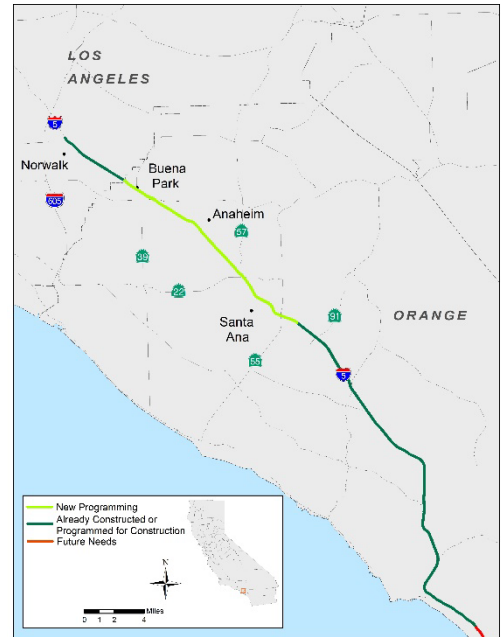 LOS
ANGELES
5
Norwalk
Buena
Park
605
Anaheim
57
39
22
91
ORANGE
Santa
Ana
5
55
New Programming
Already Constructed or
Programmed for Construction
Future Needs
N
0 1 2 4
Miles